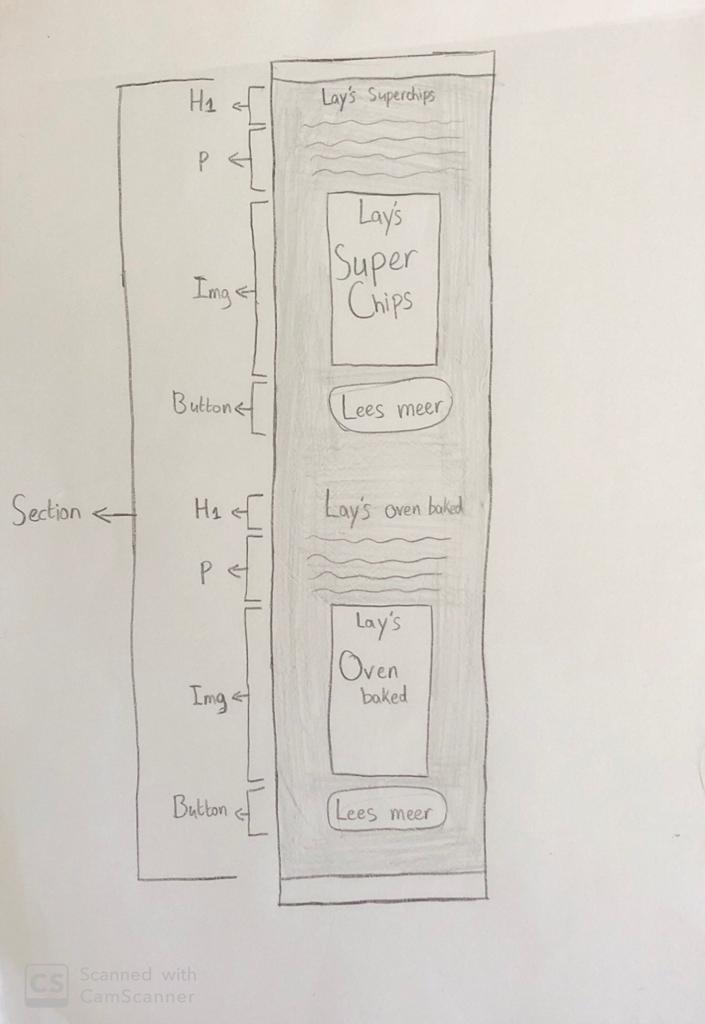 H1
Lay's Superchips
P
Img
Lay's
Super
Chips
Button
Lees meer
Section
H1
Lay's oven baked
P
Img
Lay's
Oven
baked
Button
Lees meer
CS
Scanned with
CamScanner